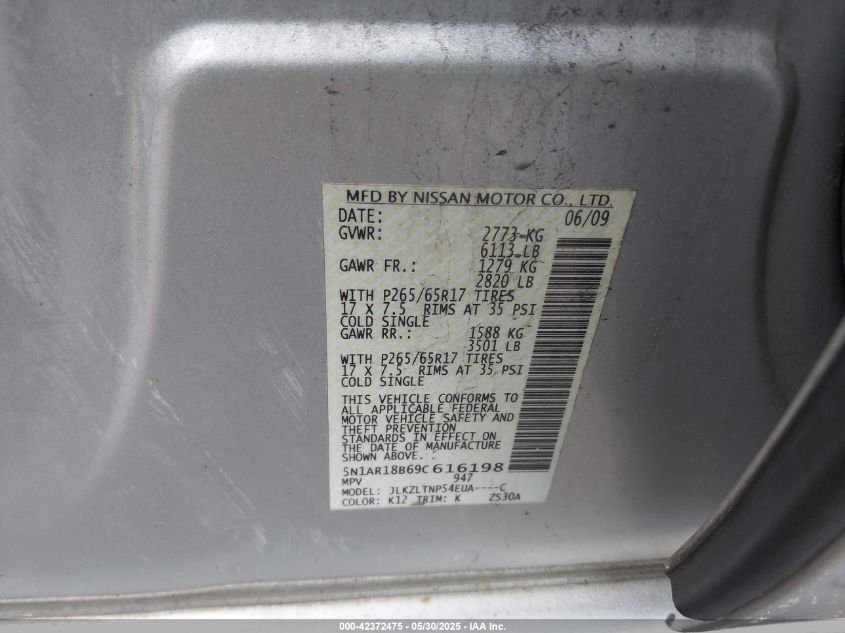 MFD BY NISSAN MOTOR CO., LTD.
DATE: 06/09
GVWR: 2773 KG
6113 LB
GAWR FR.: 1279 KG
2820 LB
WITH P265/65R17 TIRES
17 X 7.5 RIMS AT 35 PSI
COLD SINGLE
GAWR RR.: 1588 KG
3501 LB
WITH P265/65R17 TIRES
17 X 7.5 RIMS AT 35 PSI
COLD SINGLE
THIS VEHICLE CONFORMS TO
ALL APPLICABLE FEDERAL
MOTOR VEHICLE SAFETY AND
THEFT PREVENTION
STANDARDS IN EFFECT ON
THE DATE OF MANUFACTURE
SHOWN ABOVE.
5N1AR18B69C616198
MPV 947
MODEL: JLKZLTNP54EUA----C
COLOR: K12 TRIM: K ZS30A
000-42372475 - 05/30/2025 - IAA Inc.